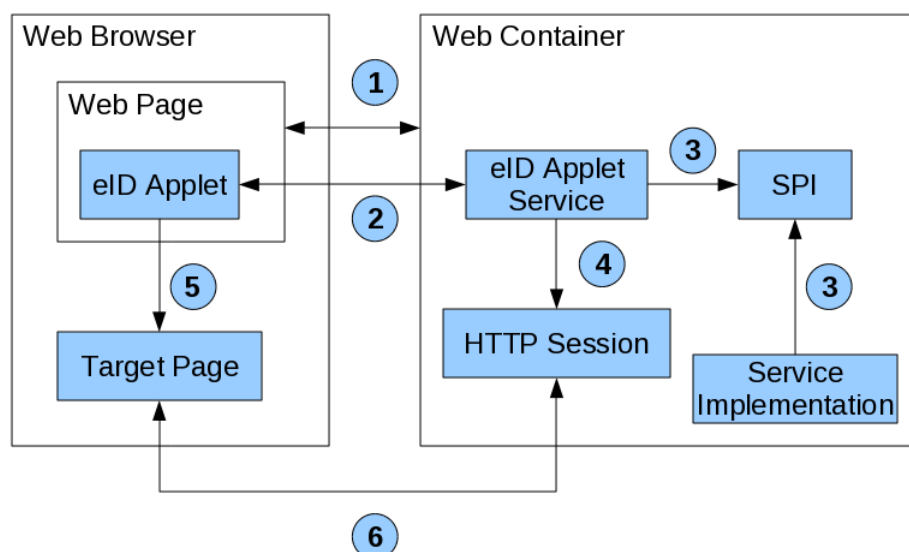 Web Browser
Web Container
1
Web Page
eID Applet
2
eID Applet
Service
3
SPI
5
4
3
Target Page
HTTP Session
Service
Implementation
6